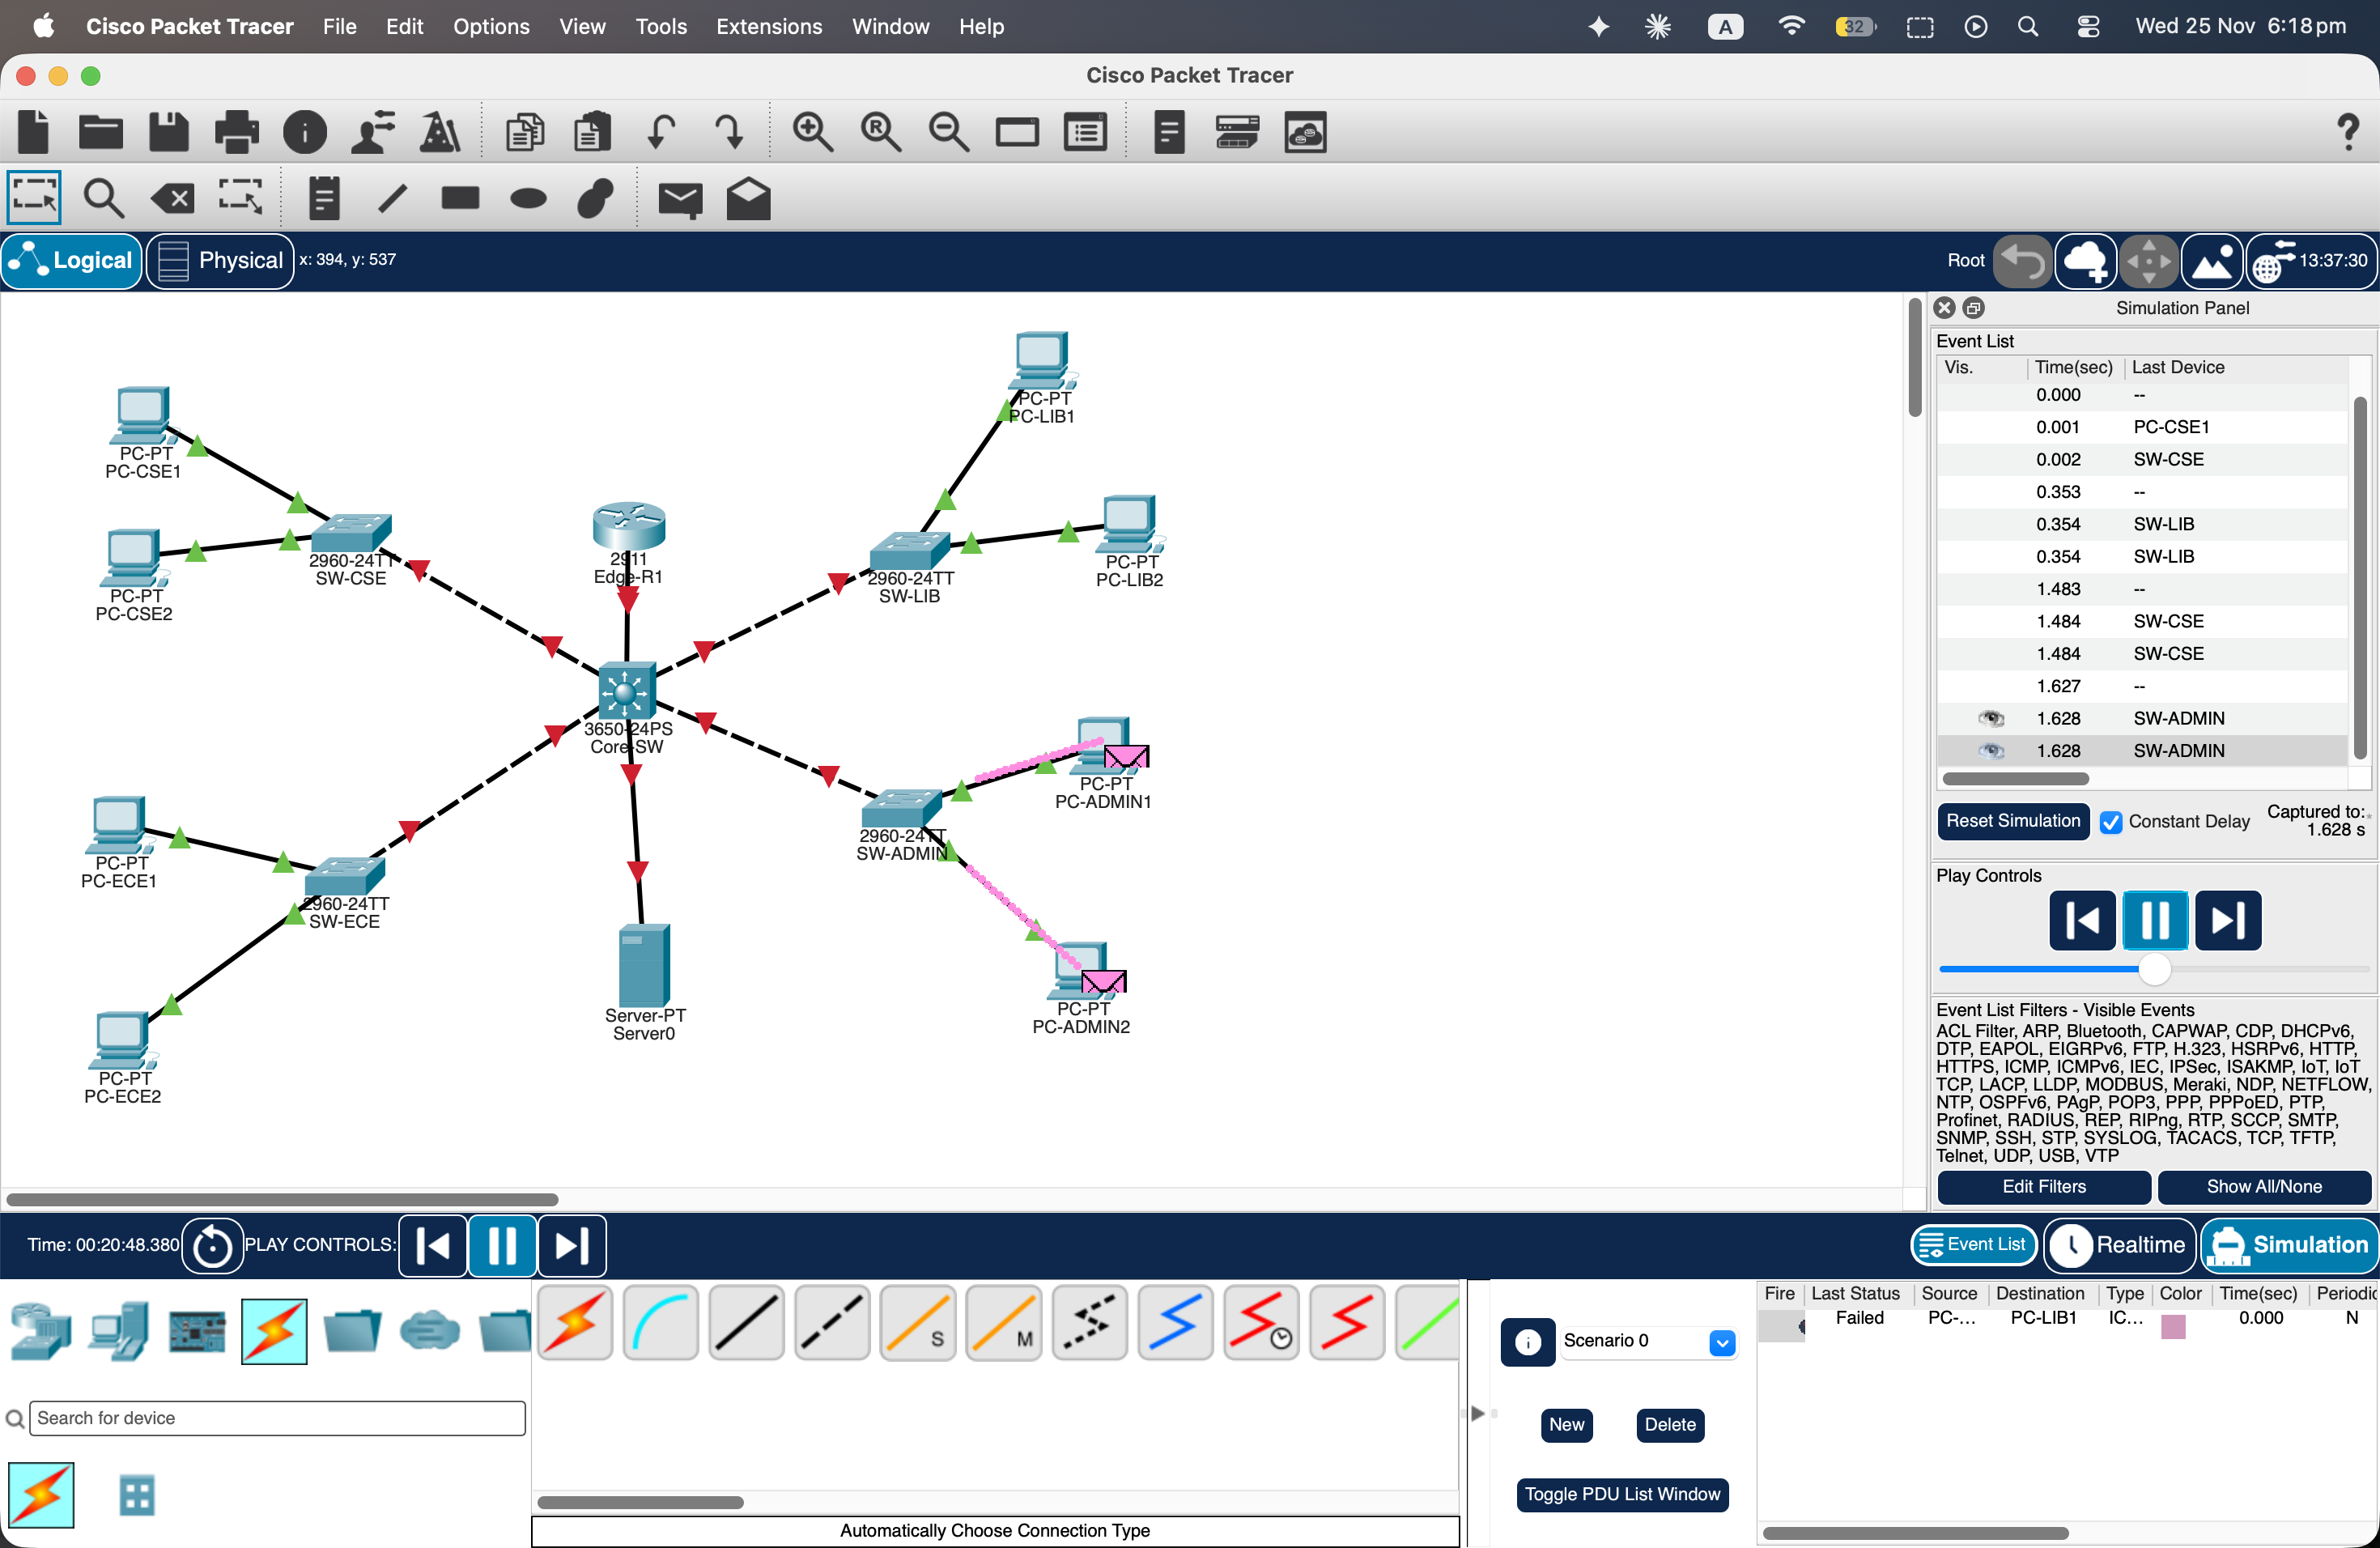 Cisco Packet Tracer File Edit Options View Tools Extensions Window Help A 32 Wed 25 Nov 6:18 pm
Cisco Packet Tracer
R
?
Logical Physical x: 394, y: 537 Root 13:37:30
PC-PT
PC-CSE1
PC-PT
PC-CSE2
2960-24TT
SW-CSE
2911
Edge-R1
PC-PT
PC-LIB1
2960-24TT
SW-LIB
PC-PT
PC-LIB2
3650-24PS
Core-SW
PC-PT
PC-ADMIN1
2960-24TT
SW-ADMIN
PC-PT
PC-ECE1
2960-24TT
SW-ECE
PC-PT
PC-ADMIN2
Server-PT
Server0
PC-PT
PC-ECE2
Simulation Panel
Event List
Vis. Time(sec) Last Device
0.000 --
0.001 PC-CSE1
0.002 SW-CSE
0.353 --
0.354 SW-LIB
0.354 SW-LIB
1.483 --
1.484 SW-CSE
1.484 SW-CSE
1.627 --
1.628 SW-ADMIN
1.628 SW-ADMIN
Reset Simulation Constant Delay Captured to:*
1.628 s
Play Controls
Event List Filters - Visible Events
ACL Filter, ARP, Bluetooth, CAPWAP, CDP, DHCPv6,
DTP, EAPOL, EIGRPv6, FTP, H.323, HSRPv6, HTTP,
HTTPS, ICMP, ICMPv6, IEC, IPSec, ISAKMP, IoT, IoT
TCP, LACP, LLDP, MODBUS, Meraki, NDP, NETFLOW,
NTP, OSPFv6, PAgP, POP3, PPP, PPPoED, PTP,
Profinet, RADIUS, REP, RIPng, RTP, SCCP, SMTP,
SNMP, SSH, STP, SYSLOG, TACACS, TCP, TFTP,
Telnet, UDP, USB, VTP
Edit Filters Show All/None
Time: 00:20:48.380 PLAY CONTROLS: Event List Realtime Simulation
S M
Search for device
Automatically Choose Connection Type
Scenario 0
New Delete
Toggle PDU List Window
Fire Last Status Source Destination Type Color Time(sec) Periodic
Failed PC-... PC-LIB1 IC... 0.000 N